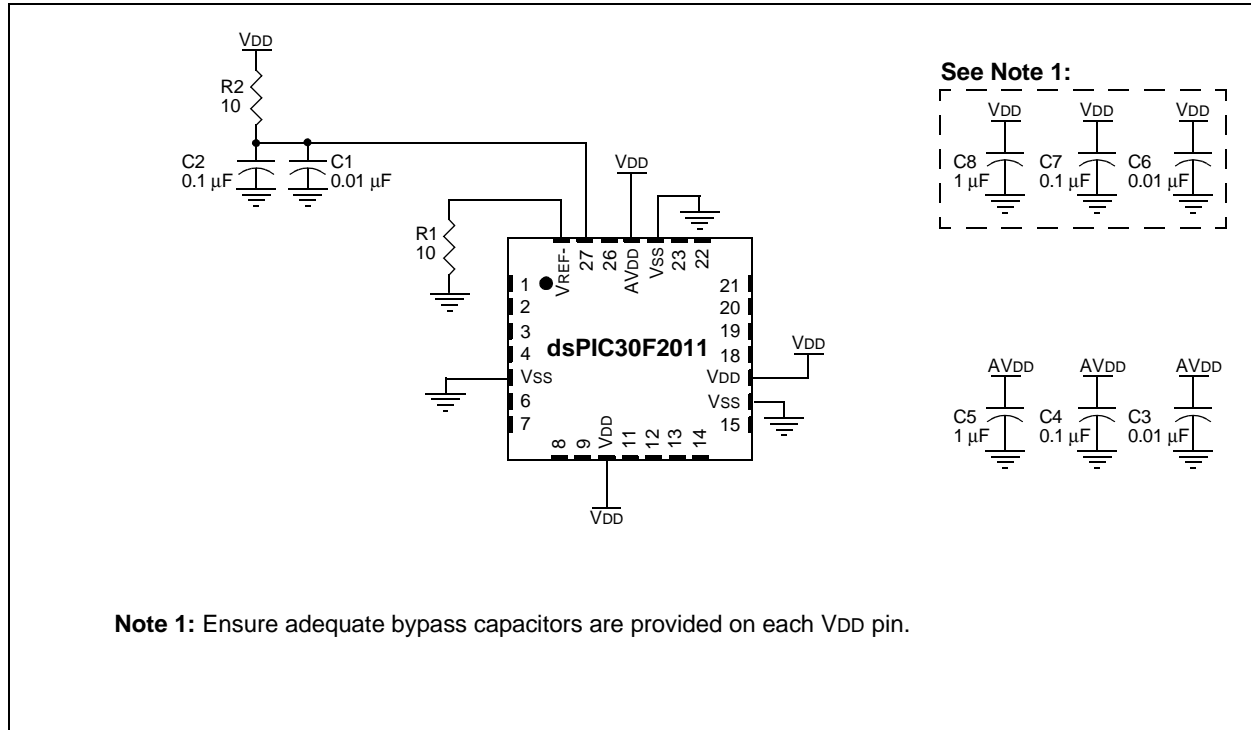 VDD
R2
10
C2
0.1 μF
C1
0.01 μF
R1
10
VDD
See Note 1:
VDD
VDD
VDD
C8
1 μF
C7
0.1 μF
C6
0.01 μF
VREF-
27
26
AVDD
VSS
23
22
1
2
3
4
VSS
6
7
dsPIC30F2011
21
20
19
18
VDD
VSS
15
VDD
8
9
VDD
11
12
13
14
VDD
AVDD
AVDD
AVDD
C5
1 μF
C4
0.1 μF
C3
0.01 μF
Note 1: Ensure adequate bypass capacitors are provided on each VDD pin.